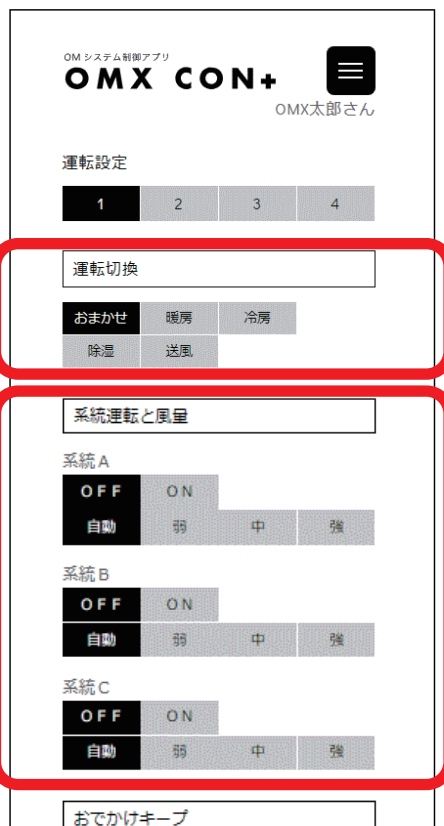 OM システム制御アプリ
OMX CON+
OMX太郎さん
運転設定
1 2 3 4
運転切換
おまかせ 暖房 冷房
除湿 送風
系統運転と風量
系統A
OFF ON
自動 弱 中 強
系統B
OFF ON
自動 弱 中 強
系統C
OFF ON
自動 弱 中 強
おでかけキープ